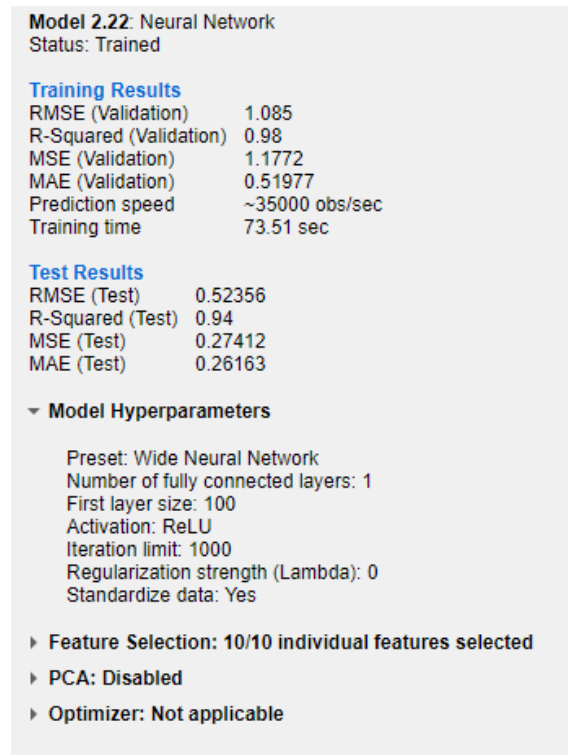 Model 2.22: Neural Network
Status: Trained
Training Results
RMSE (Validation) 1.085
R-Squared (Validation) 0.98
MSE (Validation) 1.1772
MAE (Validation) 0.51977
Prediction speed ~35000 obs/sec
Training time 73.51 sec
Test Results
RMSE (Test) 0.52356
R-Squared (Test) 0.94
MSE (Test) 0.27412
MAE (Test) 0.26163
Model Hyperparameters
Preset: Wide Neural Network
Number of fully connected layers: 1
First layer size: 100
Activation: ReLU
Iteration limit: 1000
Regularization strength (Lambda): 0
Standardize data: Yes
Feature Selection: 10/10 individual features selected
PCA: Disabled
Optimizer: Not applicable